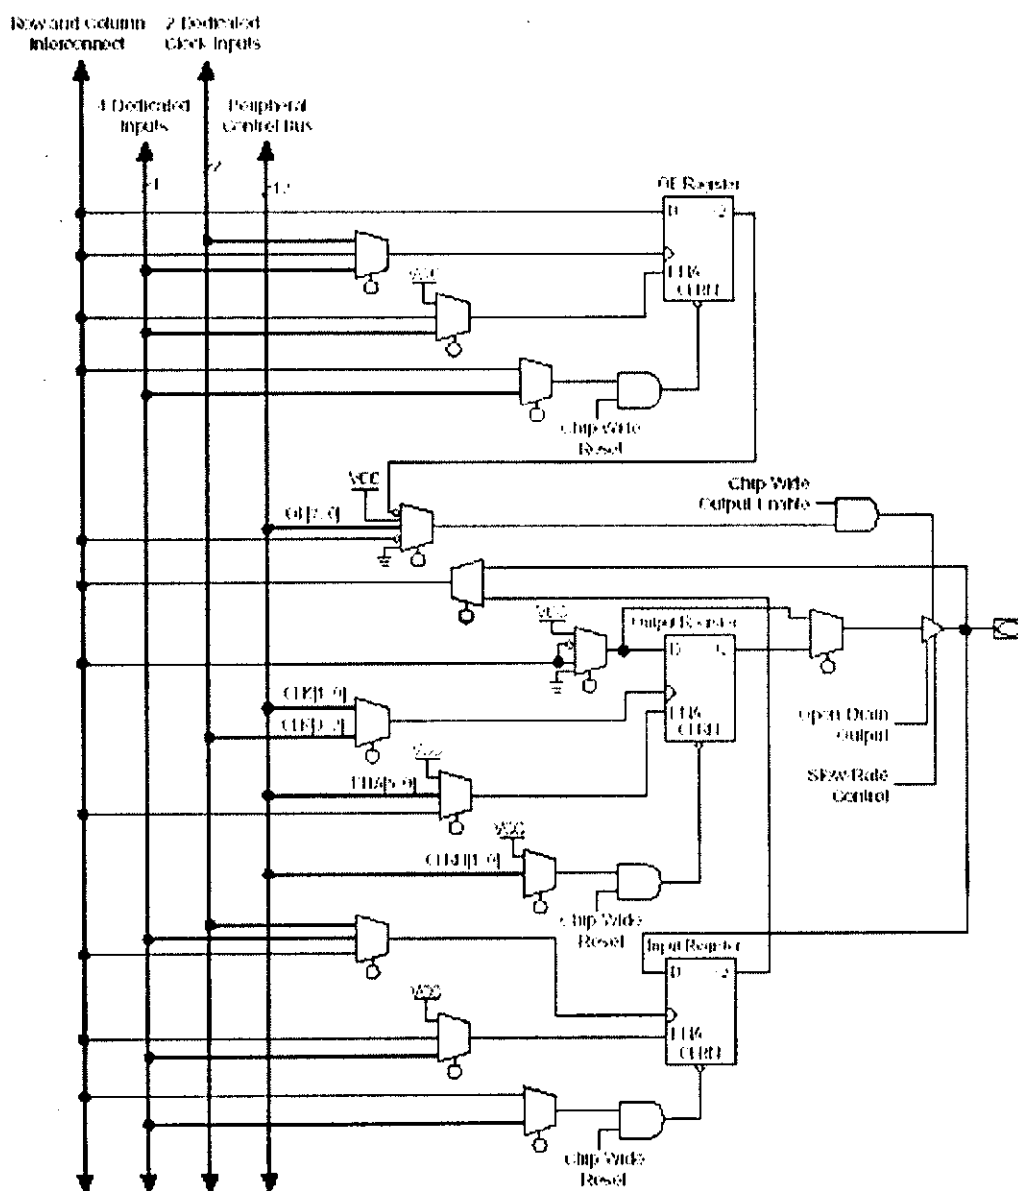 Row and Column
Interconnect
2 Dedicated
Clock Inputs
4 Dedicated
Inputs
Peripheral
Control Bus
2
4
12
OE Register
D
Q
ENA
CLRN
VCC
Chip-Wide
Reset
VCC
OE[7..0]
Chip-Wide
Output Enable
VCC
Output Register
D
Q
ENA
CLRN
CLK[1..0]
CLK[3..2]
Open-Drain
Output
VCC
ENA[5..0]
Slew-Rate
Control
VCC
CLRN[1..0]
Chip-Wide
Reset
Input Register
D
Q
VCC
ENA
CLRN
Chip-Wide
Reset